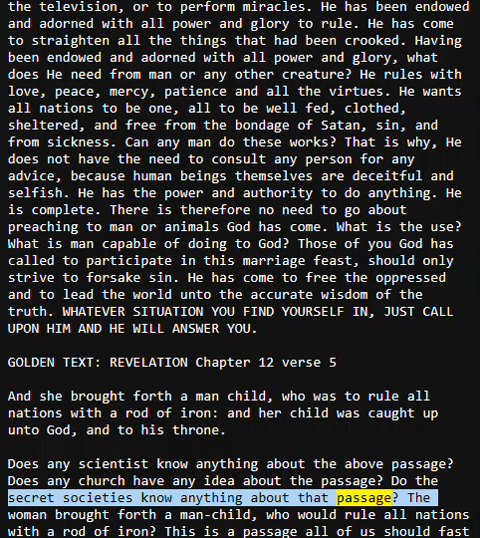 the television, or to perform miracles. He has been endowed
and adorned with all power and glory to rule. He has come
to straighten all the things that had been crooked. Having
been endowed and adorned with all power and glory, what
does He need from man or any other creature? He rules with
love, peace, mercy, patience and all the virtues. He wants
all nations to be one, all to be well fed, clothed,
sheltered, and free from the bondage of Satan, sin, and
from sickness. Can any man do these works? That is why, He
does not have the need to consult any person for any
advice, because human beings themselves are deceitful and
selfish. He has the power and authority to do anything. He
is complete. There is therefore no need to go about
preaching to man or animals God has come. What is the use?
What is man capable of doing to God? Those of you God has
called to participate in this marriage feast, should only
strive to forsake sin. He has come to free the oppressed
and to lead the world unto the accurate wisdom of the
truth. WHATEVER SITUATION YOU FIND YOURSELF IN, JUST CALL
UPON HIM AND HE WILL ANSWER YOU.

GOLDEN TEXT: REVELATION Chapter 12 verse 5

And she brought forth a man child, who was to rule all
nations with a rod of iron: and her child was caught up
unto God, and to his throne.

Does any scientist know anything about the above passage?
Does any church have any idea about the passage? Do the
secret societies know anything about that passage? The
woman brought forth a man-child, who would rule all nations
with a rod of iron? This is a passage all of us should fast